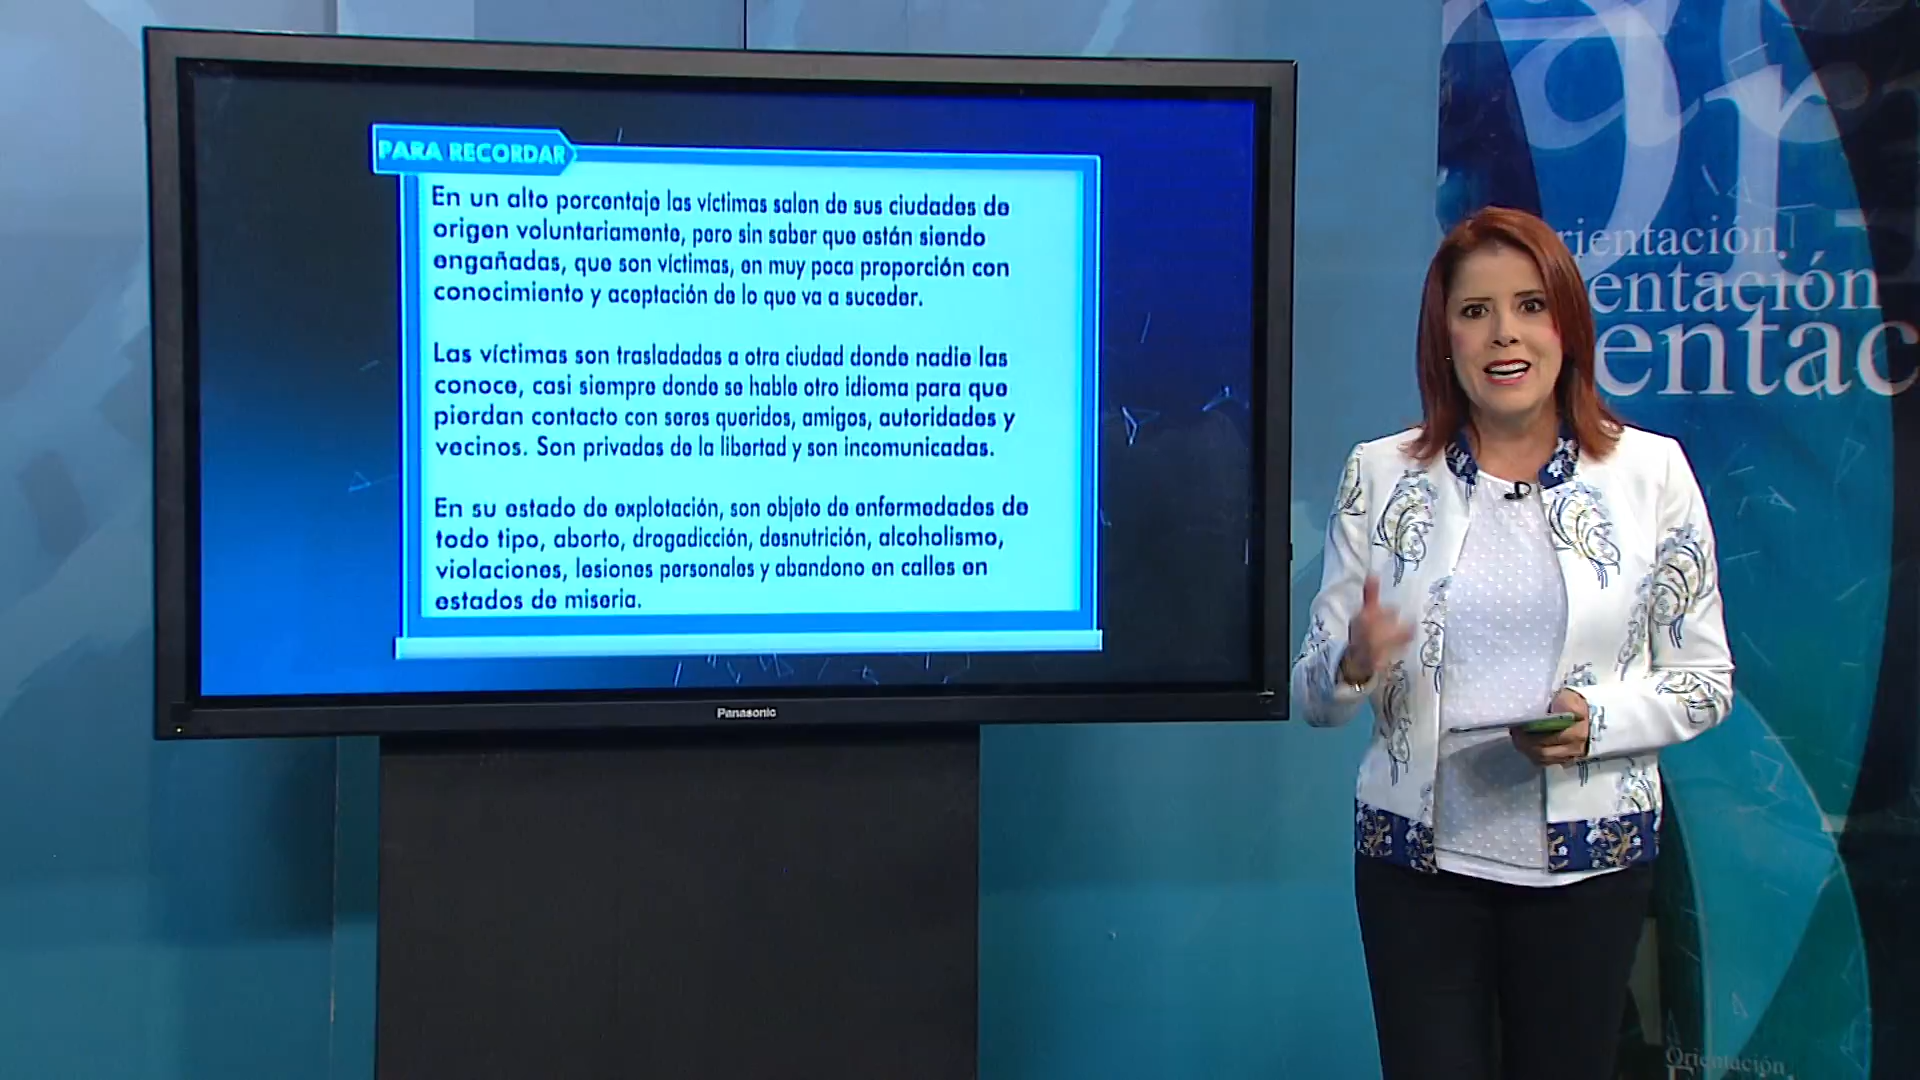 PARA RECORDAR
En un alto porcentaje las víctimas salen de sus ciudades de
origen voluntariamente, pero sin saber que están siendo
engañadas, que son víctimas, en muy poca proporción con
conocimiento y aceptación de lo que va a suceder.
Las víctimas son trasladadas a otra ciudad donde nadie las
conoce, casi siempre donde se hable otro idioma para que
pierdan contacto con seres queridos, amigos, autoridades y
vecinos. Son privadas de la libertad y son incomunicadas.
En su estado de explotación, son objeto de enfermedades de
todo tipo, aborto, drogadicción, desnutrición, alcoholismo,
violaciones, lesiones personales y abandono en calles en
estados de miseria.
Panasonic
ar
rientación
entación
entac
Orientación